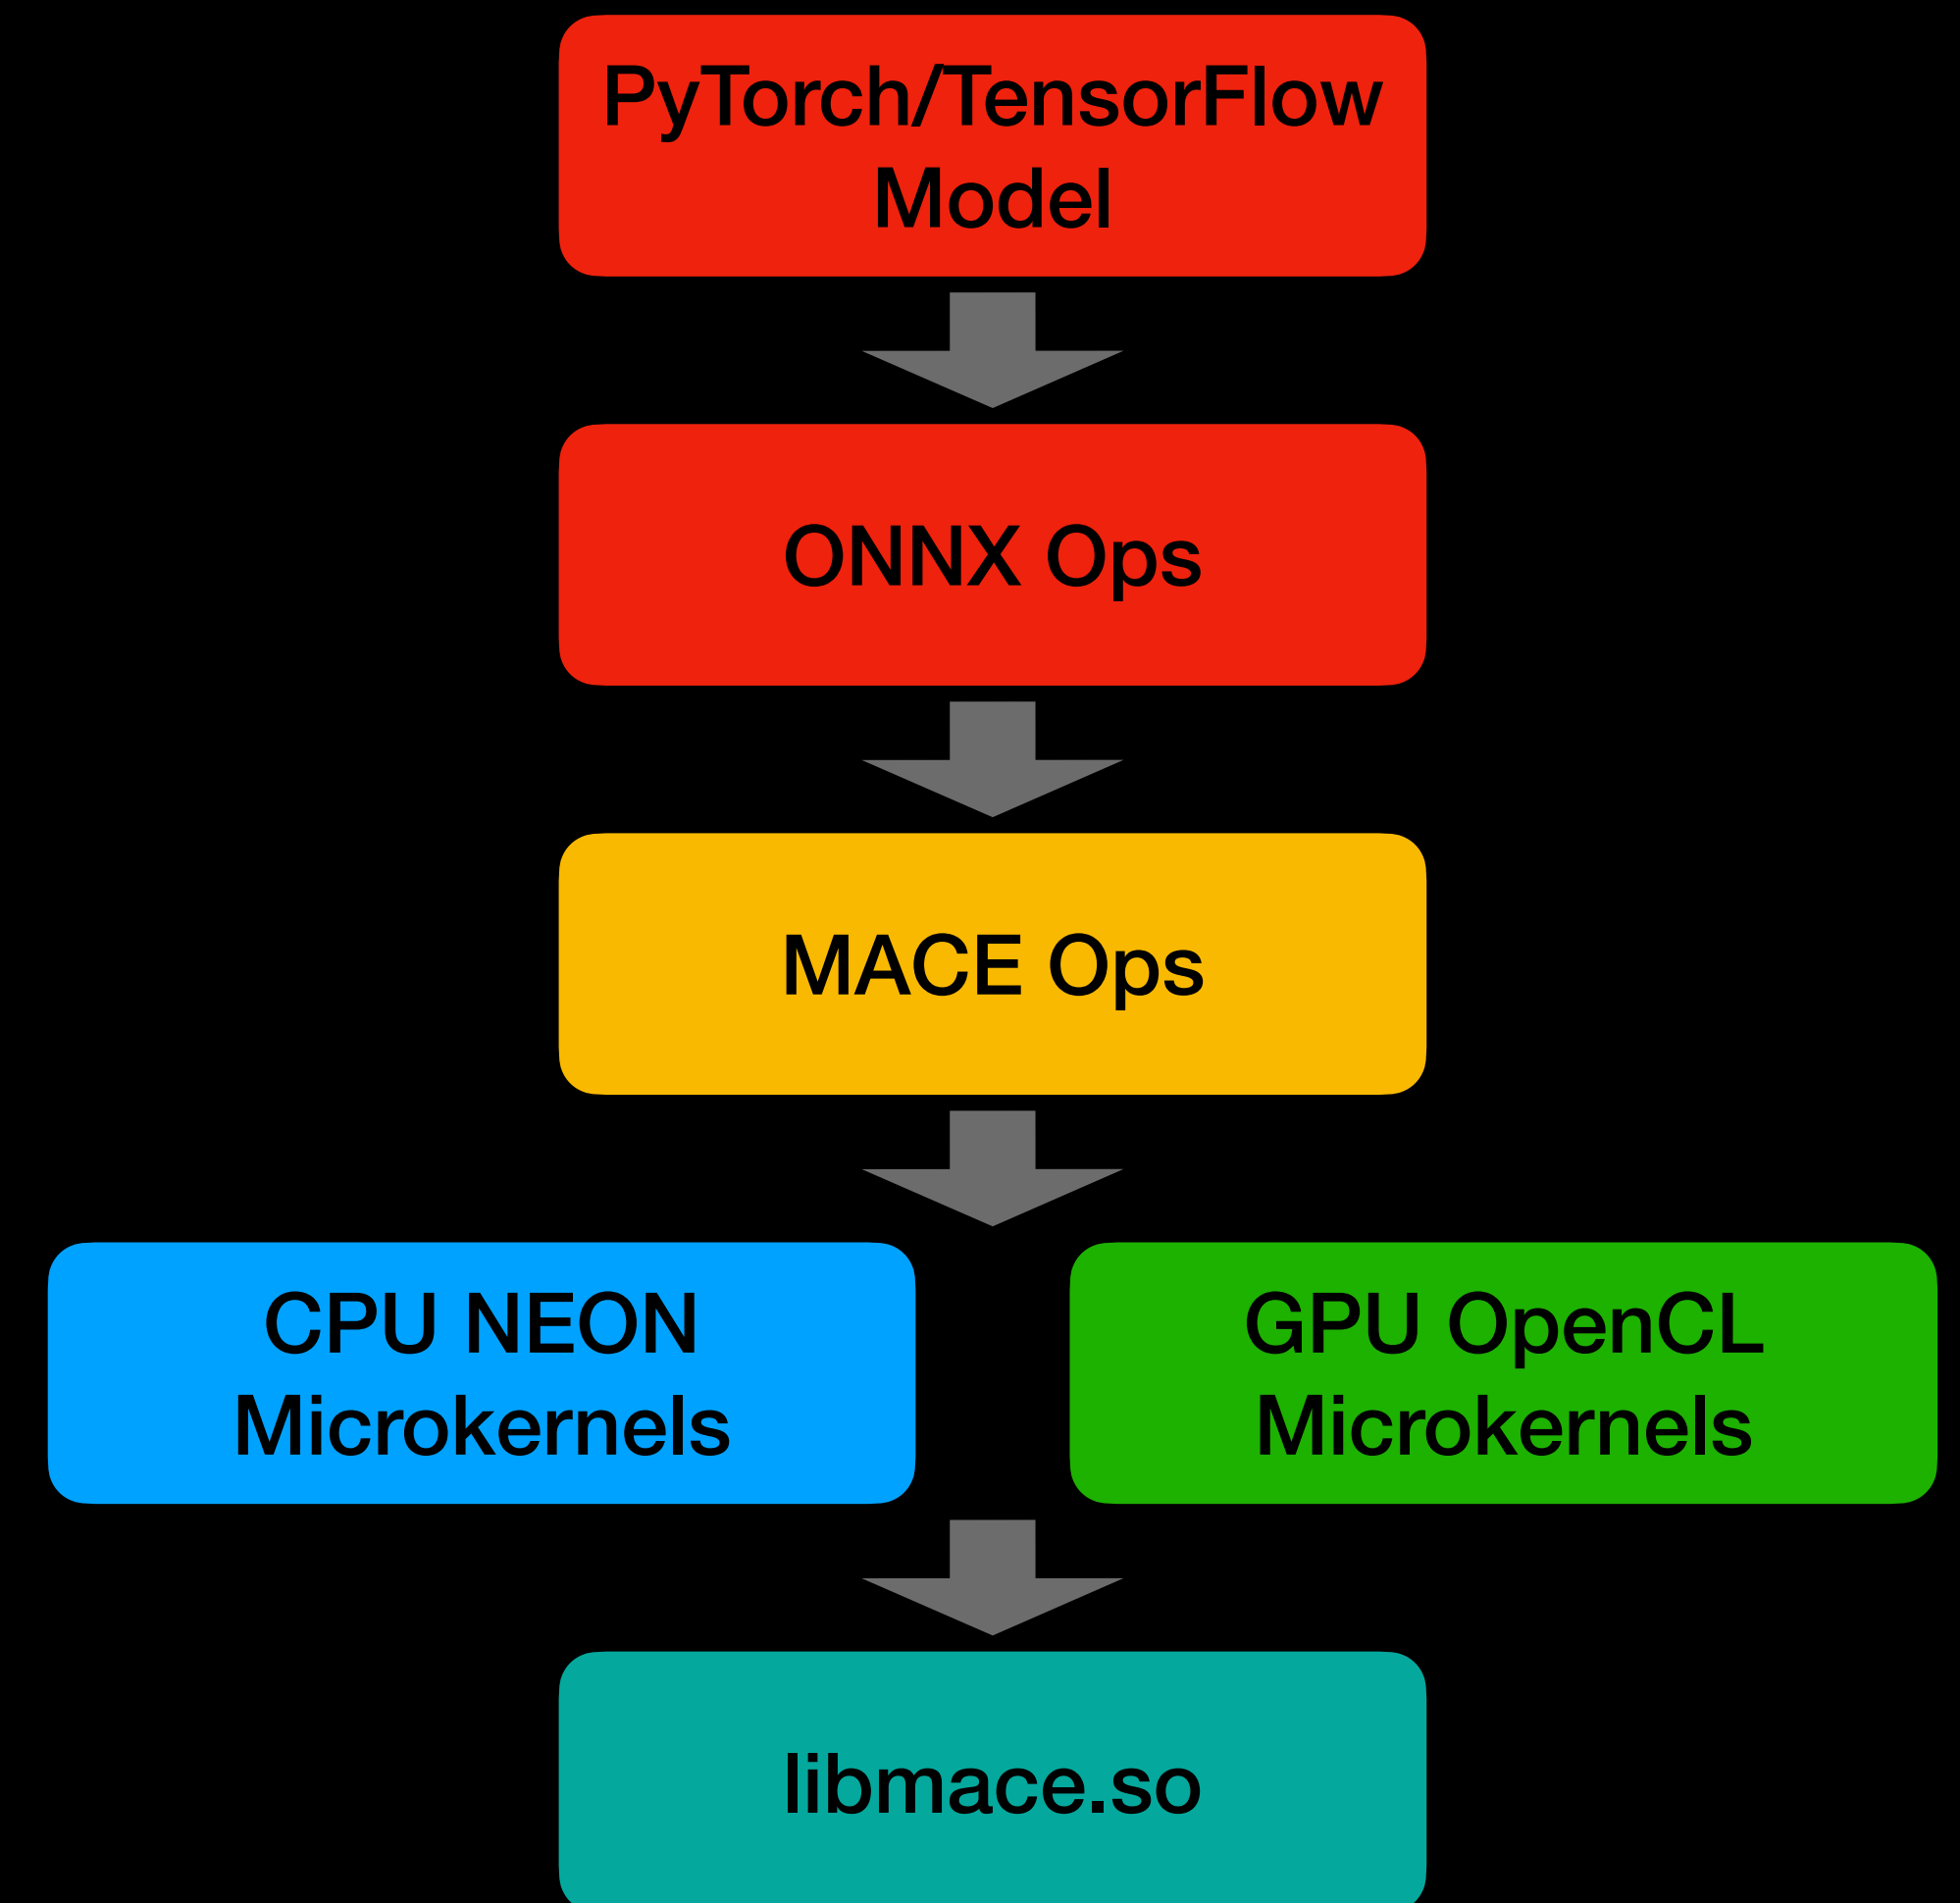 PyTorch/TensorFlow
Model
ONNX Ops
MACE Ops
CPU NEON
Microkernels
GPU OpenCL
Microkernels
libmace.so